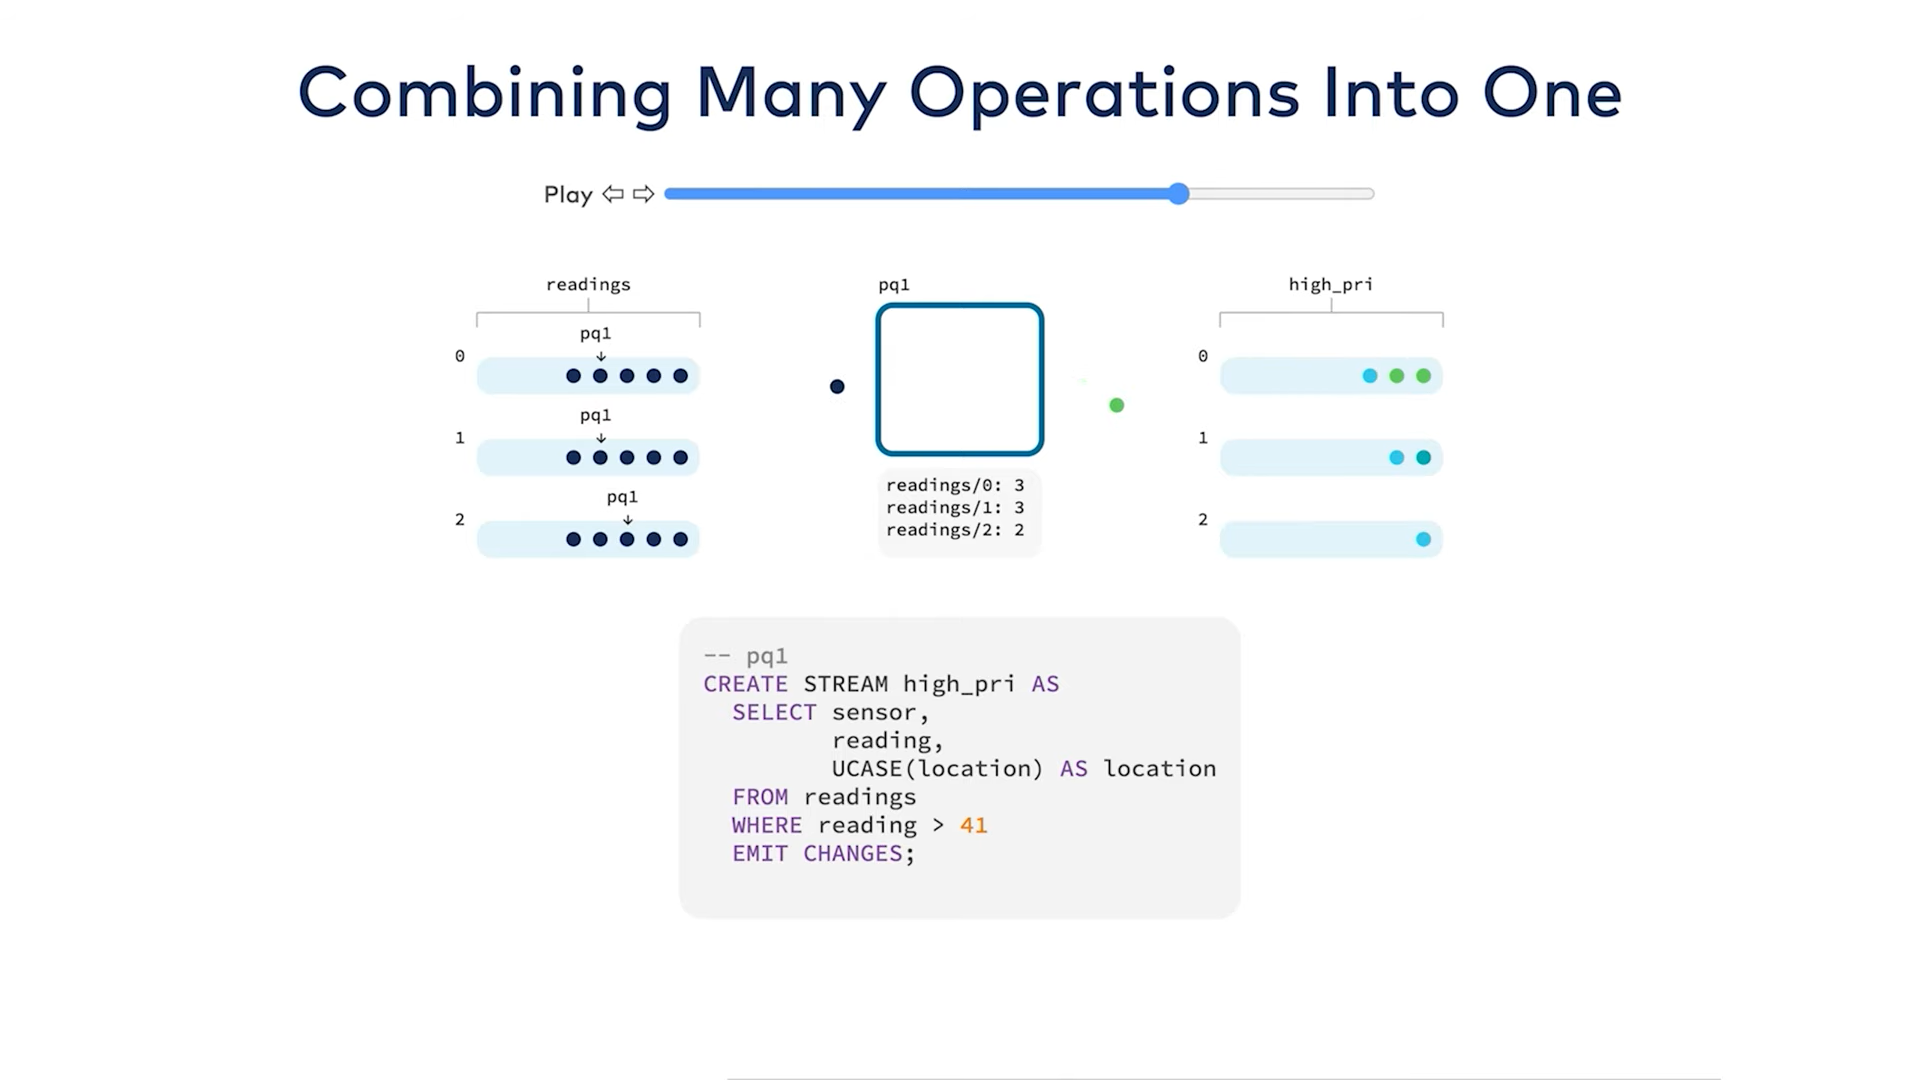 Combining Many Operations Into One
Play ⇦ ⇨
readings
pq1
high_pri
pq1
0
0
pq1
1
1
readings/0: 3
readings/1: 3
readings/2: 2
pq1
2
2
-- pq1
CREATE STREAM high_pri AS
SELECT sensor,
reading,
UCASE(location) AS location
FROM readings
WHERE reading > 41
EMIT CHANGES;